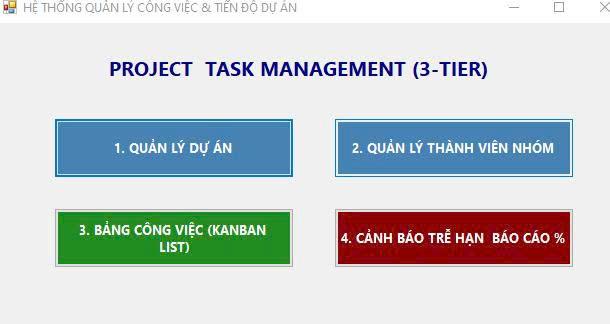 HỆ THỐNG QUẢN LÝ CÔNG VIỆC & TIẾN ĐỘ DỰ ÁN
PROJECT  TASK MANAGEMENT (3-TIER)
1. QUẢN LÝ DỰ ÁN
2. QUẢN LÝ THÀNH VIÊN NHÓM
3. BẢNG CÔNG VIỆC (KANBAN
LIST)
4. CẢNH BÁO TRỄ HẠN  BÁO CÁO %